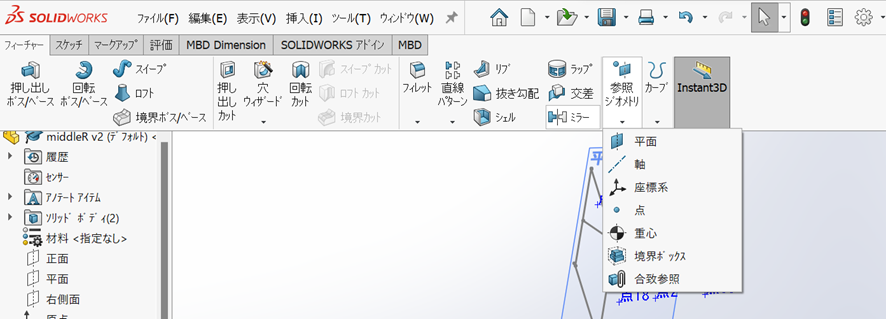 SOLIDWORKS ﾌｧｲﾙ(F) 編集(E) 表示(V) 挿入(I) ﾂｰﾙ(T) ｳｨﾝﾄﾞｳ(W)
ﾌｨｰﾁｬｰ ｽｹｯﾁ ﾏｰｸｱｯﾌﾟ 評価 MBD Dimension SOLIDWORKS ｱﾄﾞｲﾝ MBD
押し出し
ﾎﾞｽ/ﾍﾞｰｽ
回転
ﾎﾞｽ/ﾍﾞｰｽ
ｽｲｰﾌﾟ
ﾛﾌﾄ
境界ﾎﾞｽ/ﾍﾞｰｽ
押し
出し
ｶｯﾄ
穴
ｳｨｻﾞｰﾄﾞ
回転
ｶｯﾄ
ｽｲｰﾌﾟ ｶｯﾄ
ﾛﾌﾄ ｶｯﾄ
境界ｶｯﾄ
ﾌｨﾚｯﾄ
直線
ﾊﾟﾀｰﾝ
ﾘﾌﾞ
抜き勾配
ｼｪﾙ
ﾗｯﾌﾟ
交差
ﾐﾗｰ
参照
ｼﾞｵﾒﾄﾘ
ｶｰﾌﾞ
Instant3D
middleR v2 (ﾃﾞﾌｫﾙﾄ) <
履歴
ｾﾝｻｰ
ｱﾉﾃｰﾄ ｱｲﾃﾑ
ｿﾘｯﾄﾞ ﾎﾞﾃﾞｨ(2)
材料 <指定なし>
正面
平面
右側面
原点
平
平面
軸
座標系
点
重心
境界ﾎﾞｯｸｽ
合致参照
点18